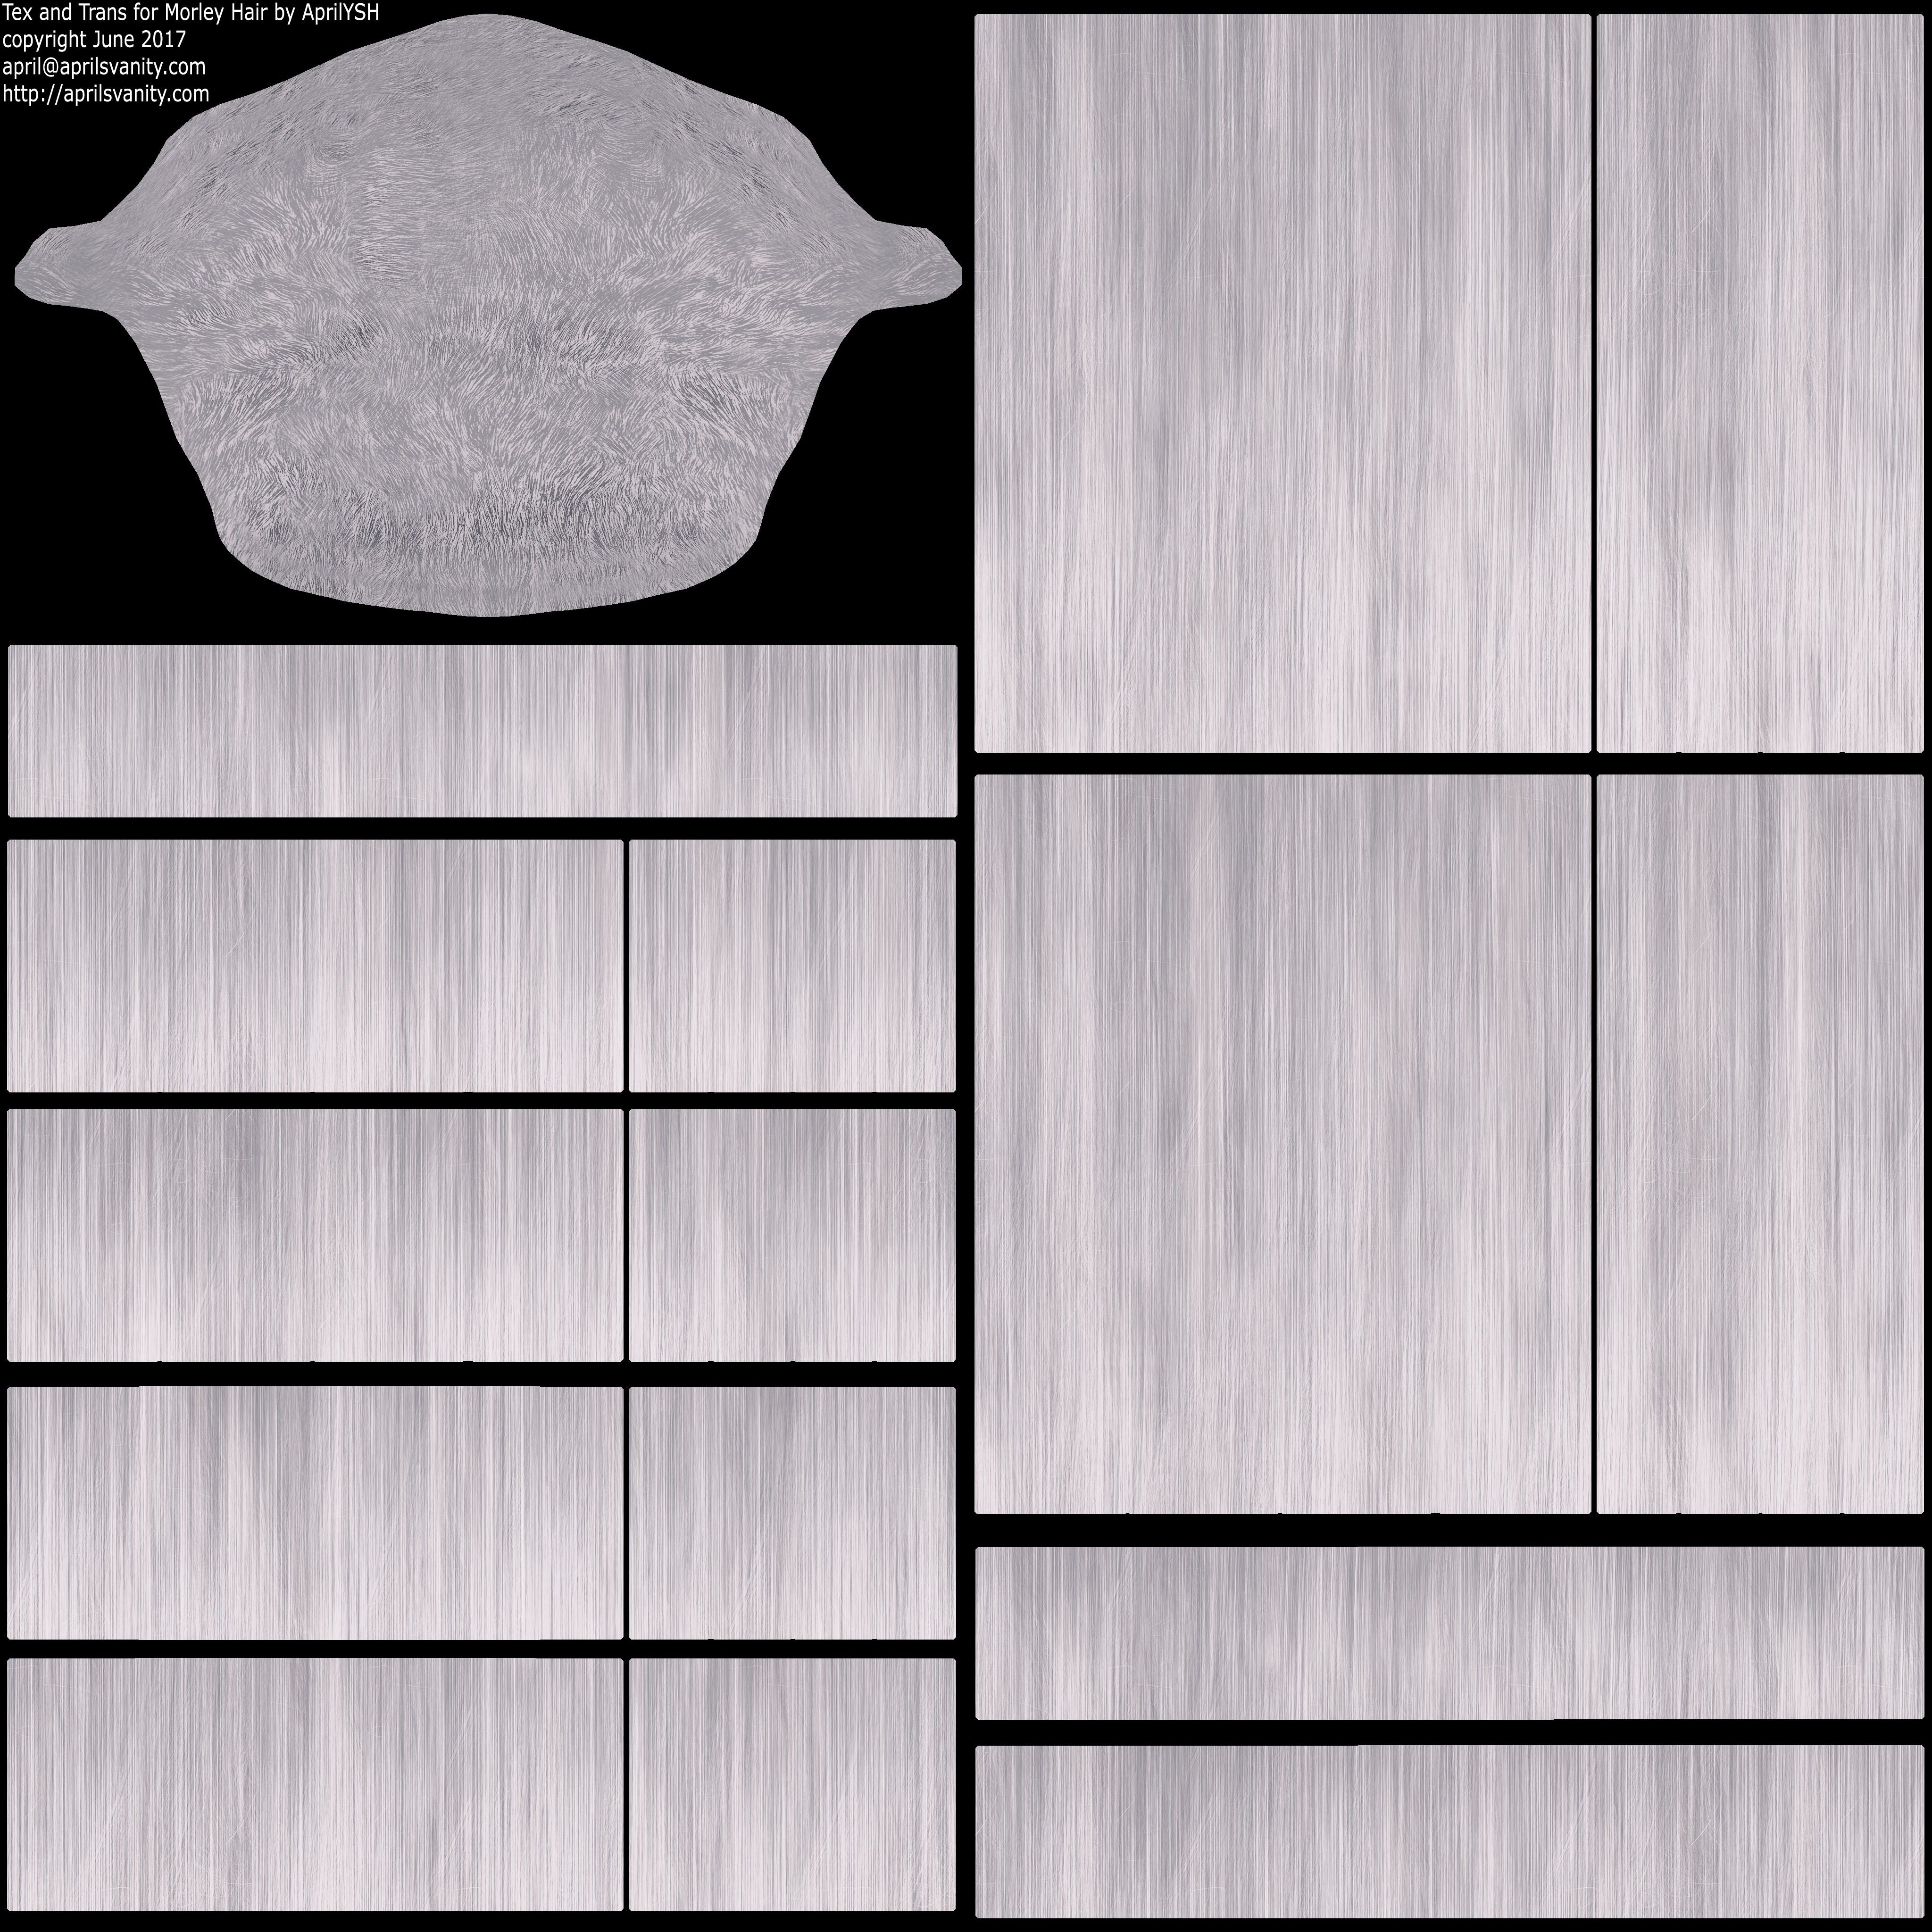 Tex and Trans for Morley Hair by AprilYSH
copyright June 2017
april@aprilsvanity.com
http://aprilsvanity.com